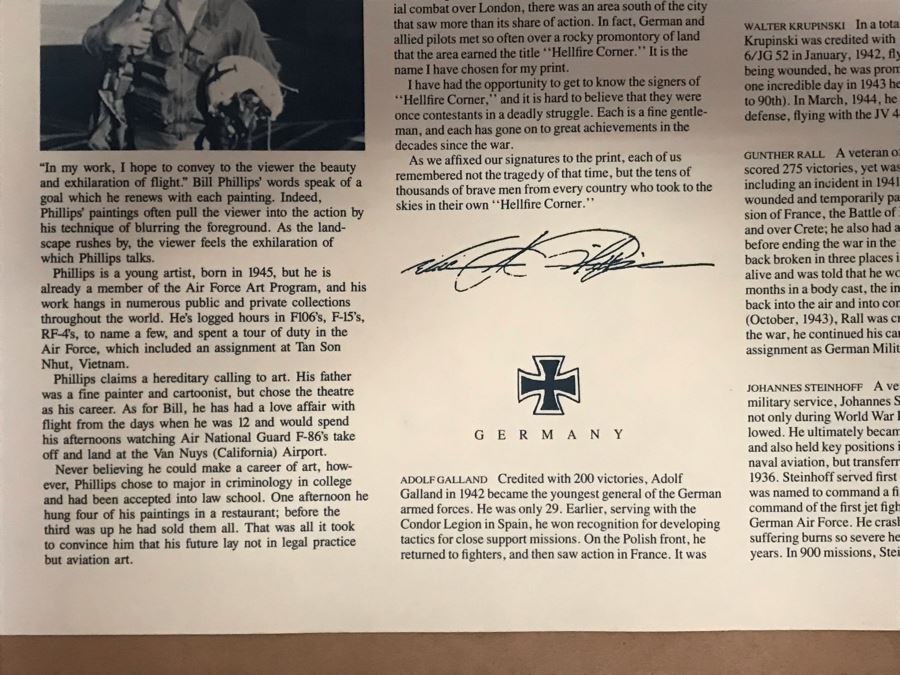 "In my work, I hope to convey to the viewer the beauty
and exhilaration of flight." Bill Phillips' words speak of a
goal which he renews with each painting. Indeed,
Phillips' paintings often pull the viewer into the action by
his technique of blurring the foreground. As the land-
scape rushes by, the viewer feels the exhilaration of
which Phillips talks.
Phillips is a young artist, born in 1945, but he is
already a member of the Air Force Art Program, and his
work hangs in numerous public and private collections
throughout the world. He's logged hours in F106's, F-15's,
RF-4's, to name a few, and spent a tour of duty in the
Air Force, which included an assignment at Tan Son
Nhut, Vietnam.
Phillips claims a hereditary calling to art. His father
was a fine painter and cartoonist, but chose the theatre
as his career. As for Bill, he has had a love affair with
flight from the days when he was 12 and would spend
his afternoons watching Air National Guard F-86's take
off and land at the Van Nuys (California) Airport.
Never believing he could make a career of art, how-
ever, Phillips chose to major in criminology in college
and had been accepted into law school. One afternoon he
hung four of his paintings in a restaurant; before the
third was up he had sold them all. That was all it took
to convince him that his future lay not in legal practice
but aviation art.
ial combat over London, there was an area south of the city
that saw more than its share of action. In fact, German and
allied pilots met so often over a rocky promontory of land
that the area earned the title "Hellfire Corner." It is the
name I have chosen for my print.
I have had the opportunity to get to know the signers of
"Hellfire Corner," and it is hard to believe that they were
once contestants in a deadly struggle. Each is a fine gentle-
man, and each has gone on to great achievements in the
decades since the war.
As we affixed our signatures to the print, each of us
remembered not the tragedy of that time, but the tens of
thousands of brave men from every country who took to the
skies in their own "Hellfire Corner."
GERMANY
ADOLF GALLAND Credited with 200 victories, Adolf
Galland in 1942 became the youngest general of the German
armed forces. He was only 29. Earlier, serving with the
Condor Legion in Spain, he won recognition for developing
tactics for close support missions. On the Polish front, he
returned to fighters, and then saw action in France. It was
WALTER KRUPINSKI In a tota
Krupinski was credited with
6/JG 52 in January, 1942, fly
being wounded, he was prom
one incredible day in 1943 he
to 90th). In March, 1944, he
defense, flying with the JV 4
GUNTHER RALL A veteran o
scored 275 victories, yet was
including an incident in 1941
wounded and temporarily pa
sion of France, the Battle of
and over Crete; he also had a
before ending the war in the
back broken in three places i
alive and was told that he wo
months in a body cast, the in
back into the air and into com
(October, 1943), Rall was cr
the war, he continued his car
assignment as German Milit
JOHANNES STEINHOFF A ve
military service, Johannes S
not only during World War I
lowed. He ultimately becam
and also held key positions i
naval aviation, but transferr
1936. Steinhoff served first
was named to command a fi
command of the first jet figh
German Air Force. He crash
suffering burns so severe he
years. In 900 missions, Stei